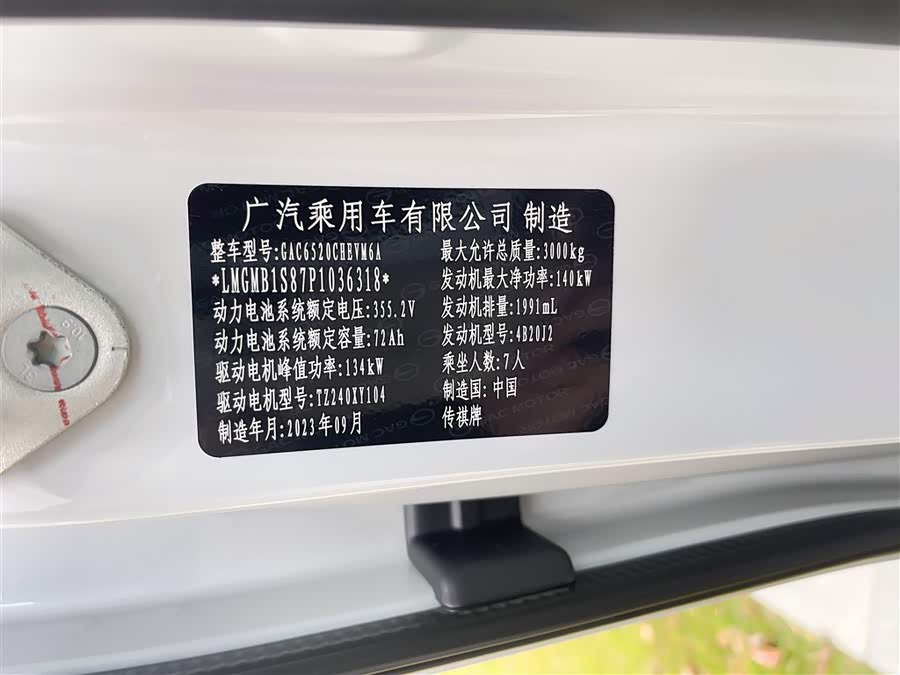 广汽乘用车有限公司 制造
整车型号:GAC6520CHEVM6A
*LMGMB1S87P1036318*
动力电池系统额定电压:355.2V
动力电池系统额定容量:72Ah
驱动电机峰值功率:134kW
驱动电机型号:TZ240XY104
制造年月:2023年09月
最大允许总质量:3000kg
发动机最大净功率:140kW
发动机排量:1991mL
发动机型号:4B20J2
乘坐人数:7人
制造国:中国
传祺牌